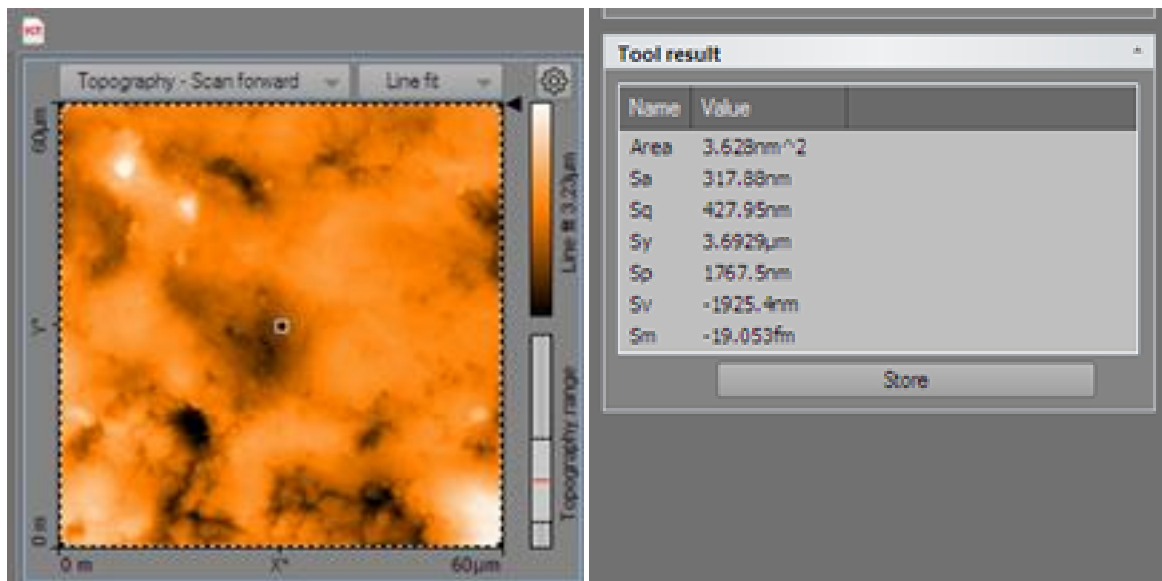 Topography - Scan forward
Line fit
60µm
Line fit 3.23µm
Y*
Topography range
0 m
0 m
X*
60µm
Tool result
Name Value
Area 3.628nm^2
Sa 317.88nm
Sq 427.95nm
Sy 3.6929µm
Sp 1767.5nm
Sv -1925.4nm
Sm -19.053fm
Store